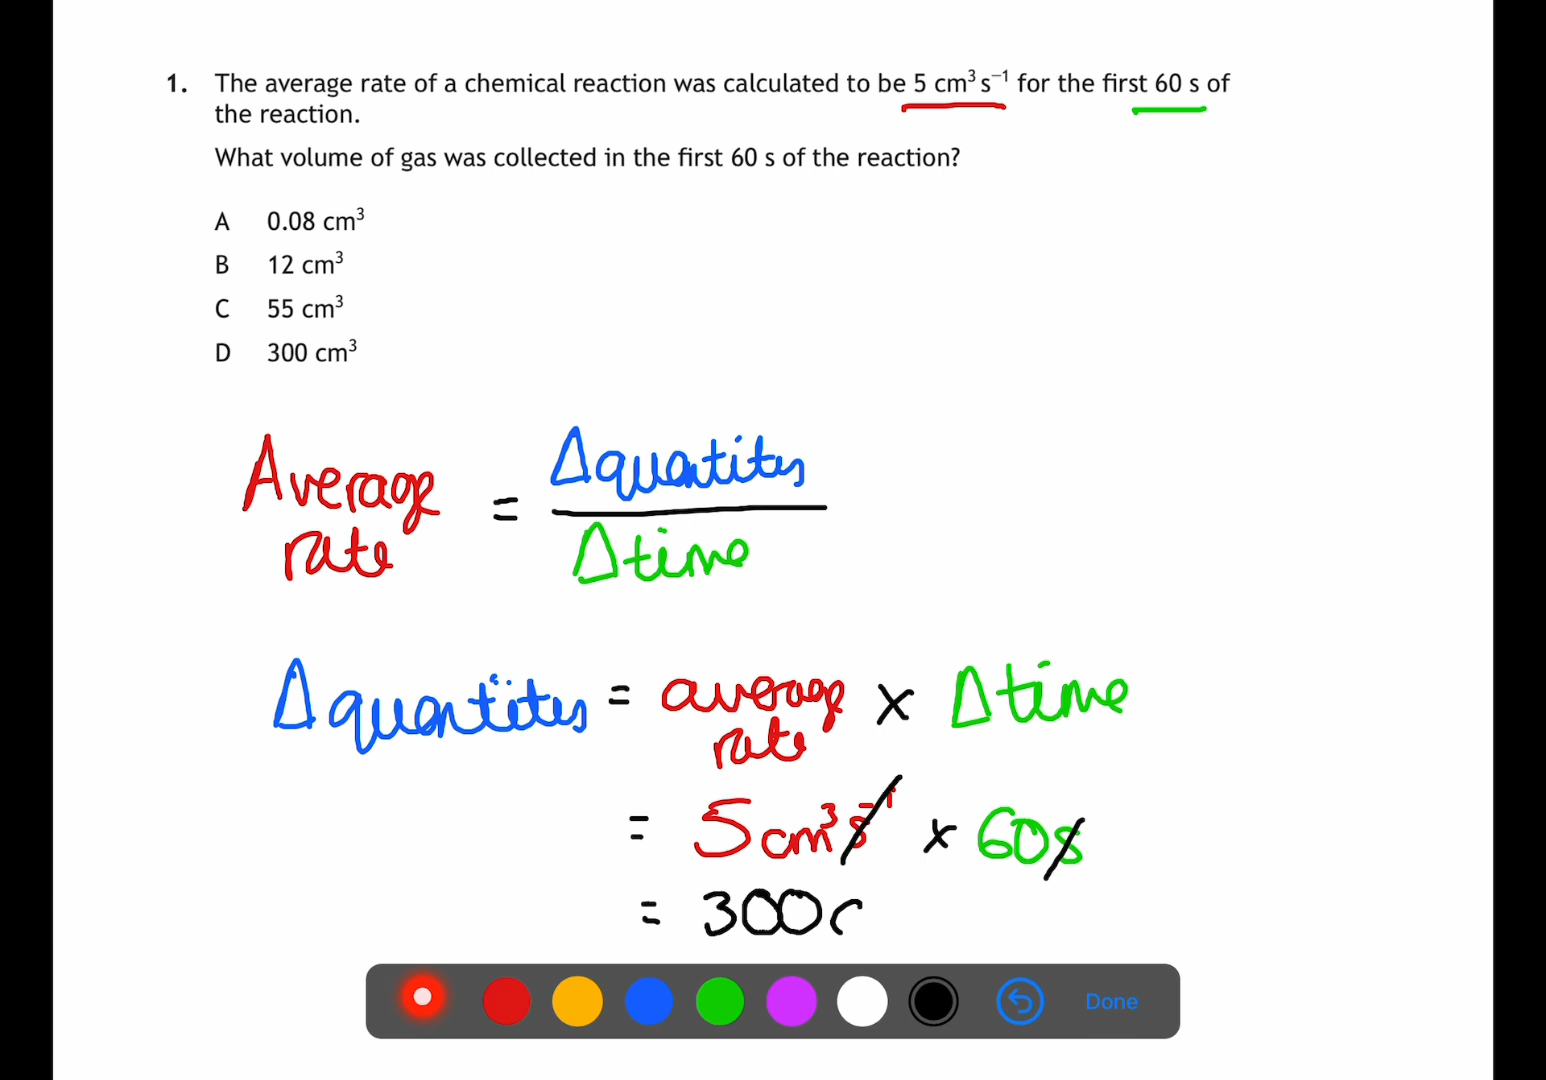 1. The average rate of a chemical reaction was calculated to be 5 cm³ s⁻¹ for the first 60 s of
the reaction.
What volume of gas was collected in the first 60 s of the reaction?
A 0.08 cm³
B 12 cm³
C 55 cm³
D 300 cm³
Average rate = Δquantites / Δtime
Δquantites = average rate × Δtime
= 5cm³s⁻¹ × 60s
= 300c
Done